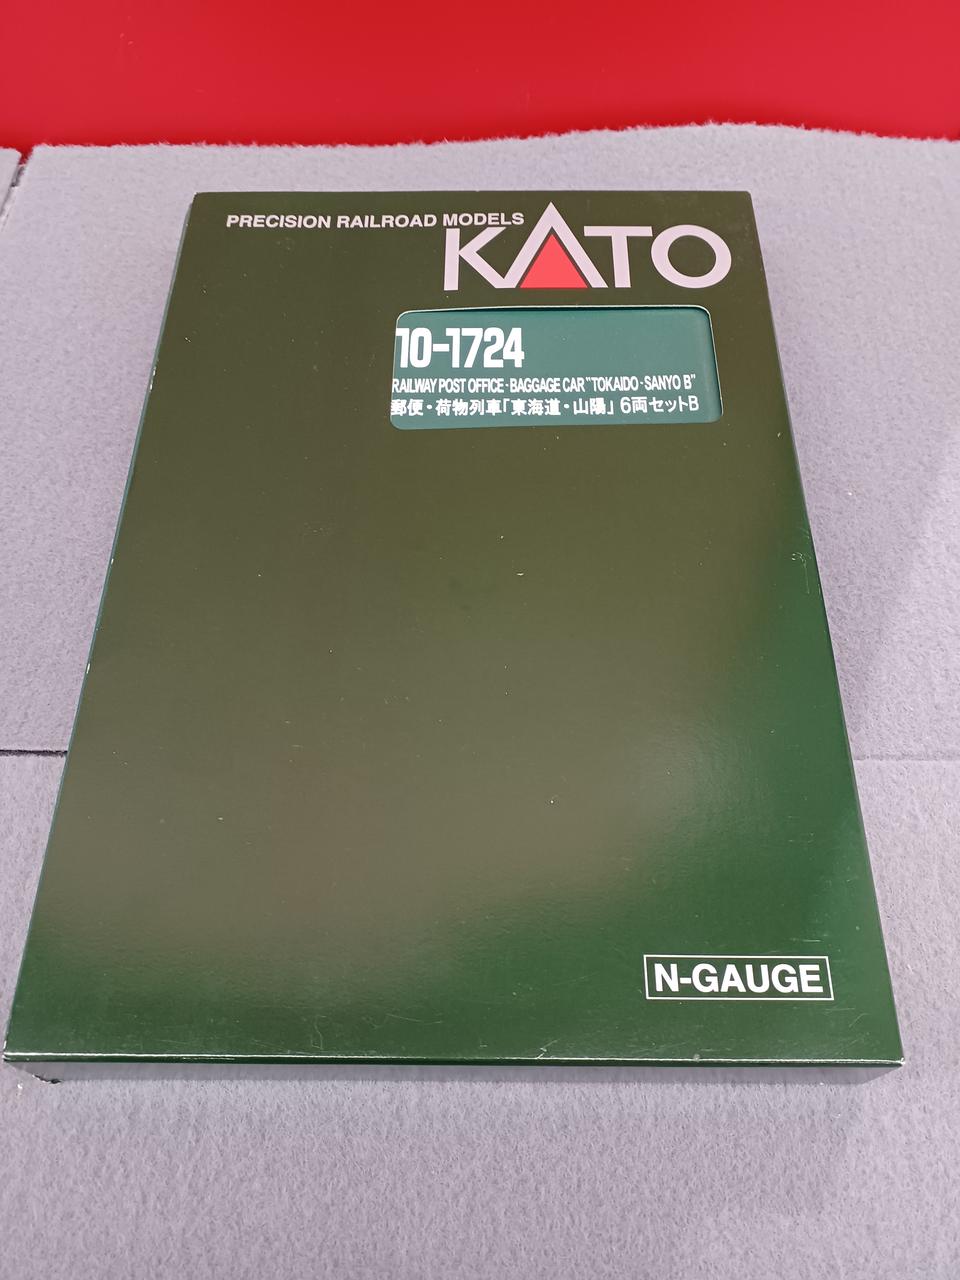 PRECISION RAILROAD MODELS
KATO
10-1724
RAILWAY POST OFFICE-BAGGAGE CAR "TOKAIDO-SANYO B"
郵便・荷物列車「東海道・山陽」6両セットB
N-GAUGE